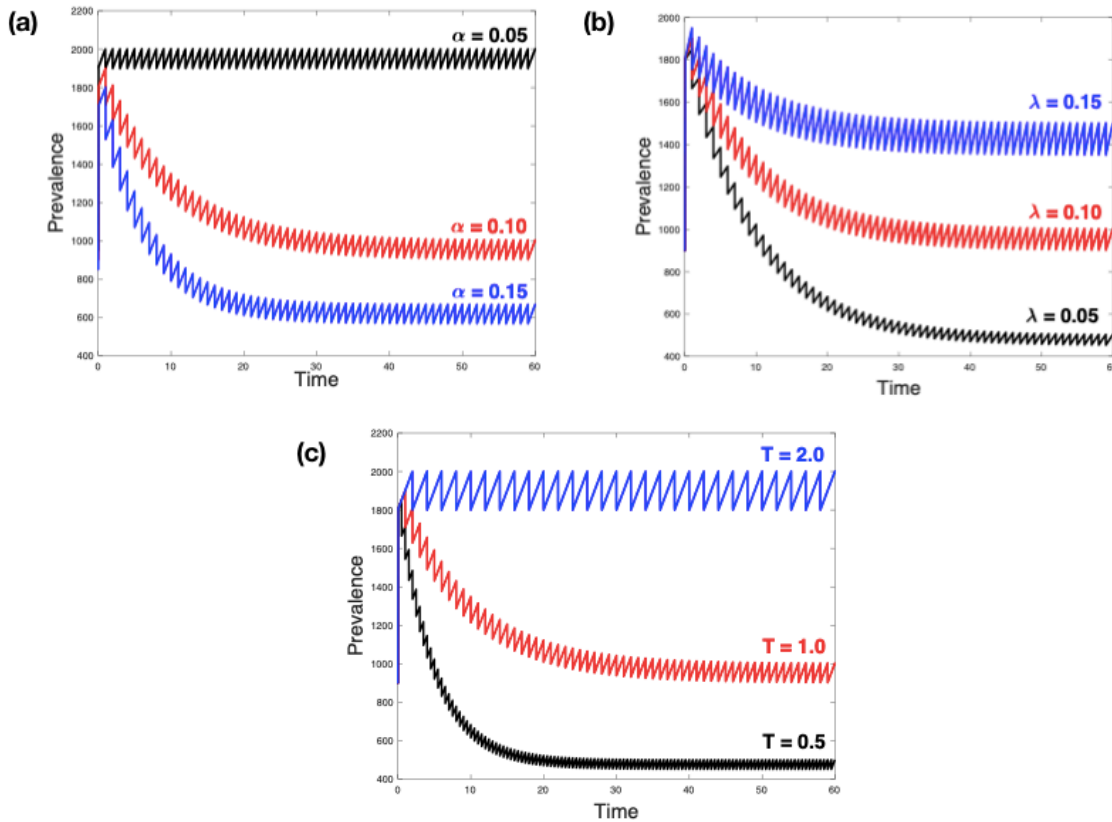 (a)
2200
2000
1800
1600
1400
1200
1000
800
600
400
Prevalence
α = 0.05
α = 0.10
α = 0.15
0 10 20 30 40 50 60
Time
(b)
2000
1800
1600
1400
1200
1000
800
600
400
Prevalence
λ = 0.15
λ = 0.10
λ = 0.05
0 10 20 30 40 50 60
Time
(c)
2200
2000
1800
1600
1400
1200
1000
800
600
400
Prevalence
T = 2.0
T = 1.0
T = 0.5
0 10 20 30 40 50 60
Time